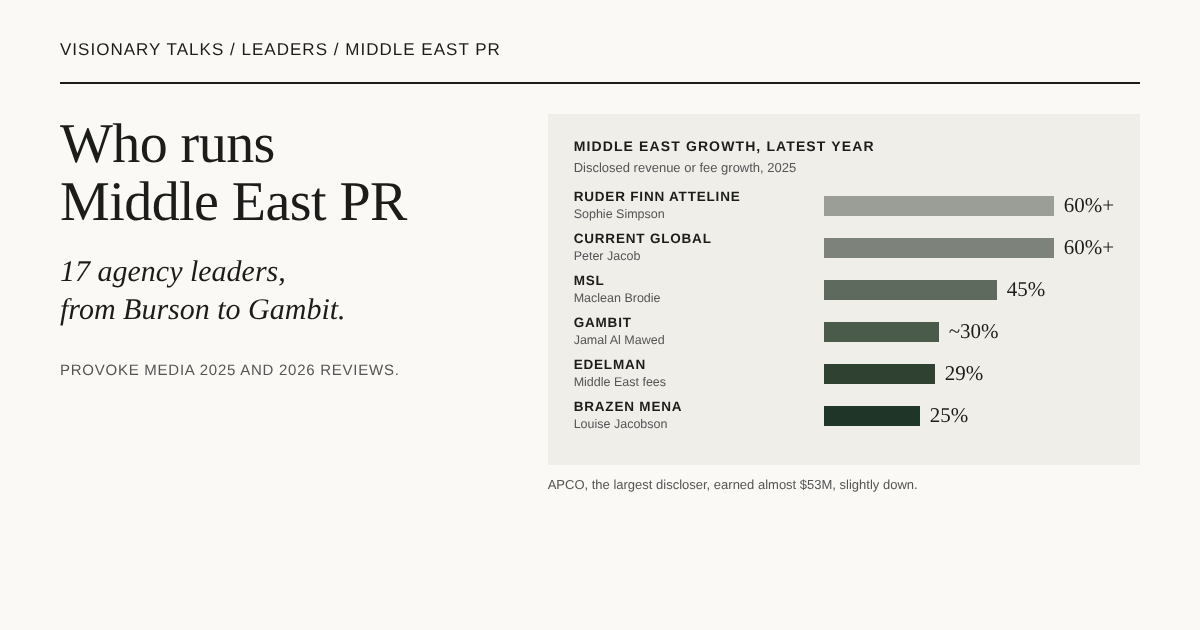 VISIONARY TALKS / LEADERS / MIDDLE EAST PR
Who runs
Middle East PR
17 agency leaders,
from Burson to Gambit.
PROVOKE MEDIA 2025 AND 2026 REVIEWS.
MIDDLE EAST GROWTH, LATEST YEAR
Disclosed revenue or fee growth, 2025
RUDER FINN ATTELINE
Sophie Simpson
60%+
CURRENT GLOBAL
Peter Jacob
60%+
MSL
Maclean Brodie
45%
GAMBIT
Jamal Al Mawed
~30%
EDELMAN
Middle East fees
29%
BRAZEN MENA
Louise Jacobson
25%
APCO, the largest discloser, earned almost $53M, slightly down.